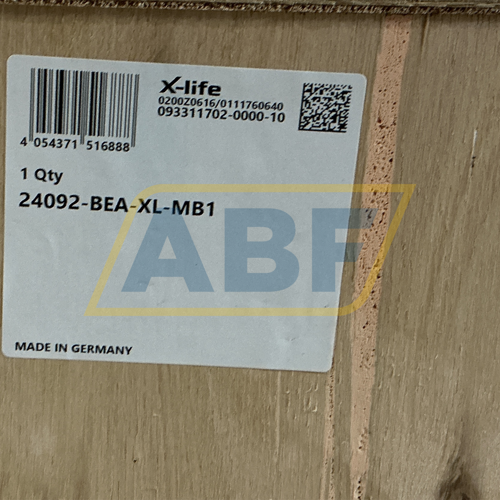 X-life
0200Z0616/0111760640
093311702-0000-10
4 054371 516888
1 Qty
24092-BEA-XL-MB1
ABF
MADE IN GERMANY